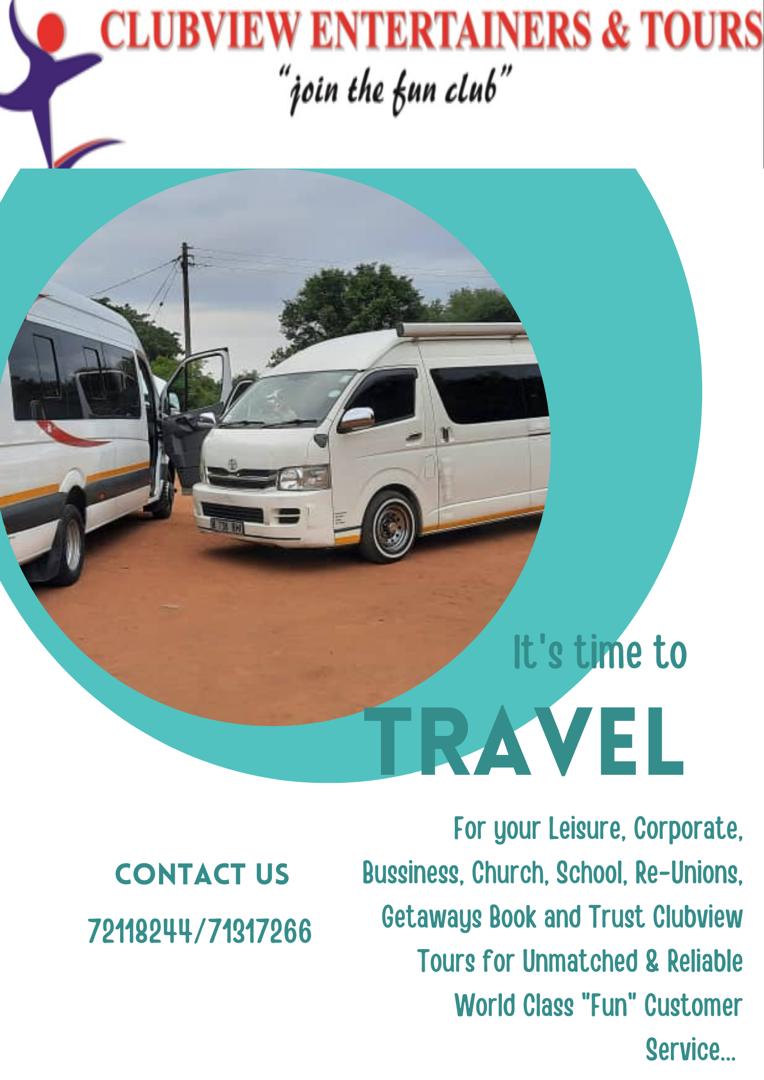 CLUBVIEW ENTERTAINERS & TOURS
"join the fun club"
It's time to
TRAVEL
For your Leisure, Corporate,
Bussiness, Church, School, Re-Unions,
Getaways Book and Trust Clubview
Tours for Unmatched & Reliable
World Class "Fun" Customer
Service...
CONTACT US
72118244/71317266